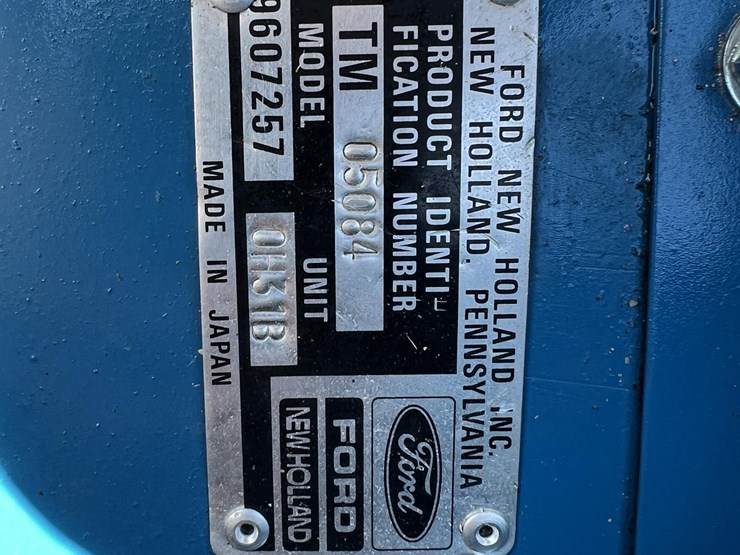 FORD NEW HOLLAND INC.
NEW HOLLAND, PENNSYLVANIA
PRODUCT IDENTI-
FICATION NUMBER
TM 05084
MODEL UNIT
9607257 0H31B
MADE IN JAPAN
Ford
FORD
NEW HOLLAND